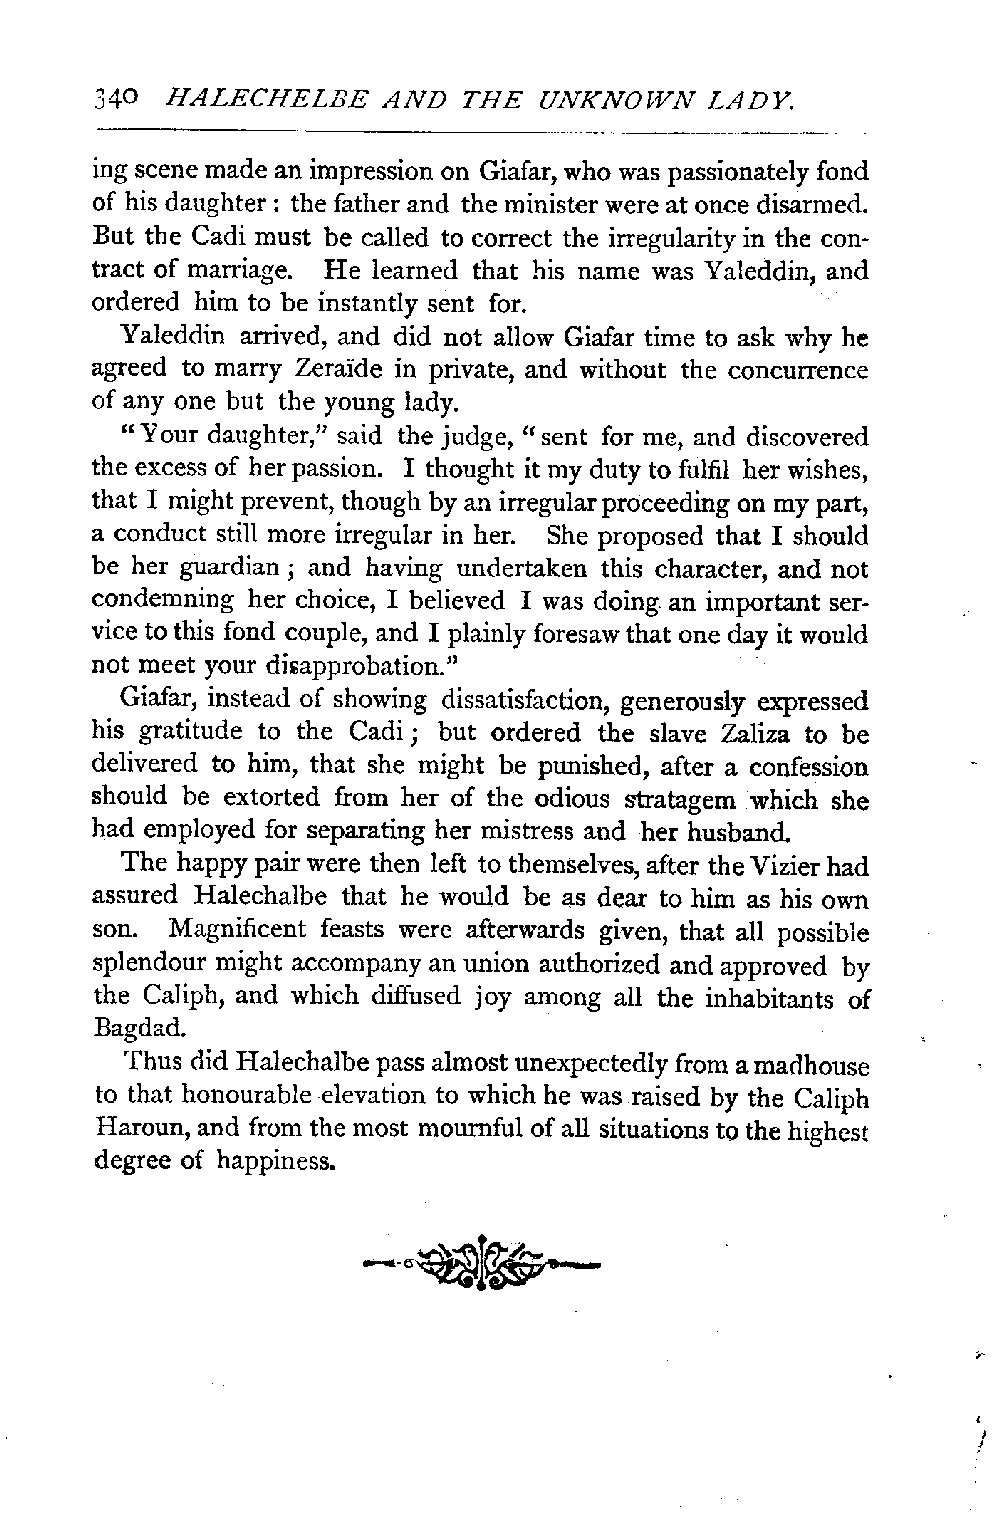 340 HALECHELBE AND THE UNKNOWN LADY.
ing scene made an impression on Giafar, who was passionately fond
of his daughter : the father and the minister were at once disarmed.
But the Cadi must be called to correct the irregularity in the con-
tract of marriage. He learned that his name was Yaleddin, and
ordered him to be instantly sent for.
Yaleddin arrived, and did not allow Giafar time to ask why he
agreed to marry Zeraïde in private, and without the concurrence
of any one but the young lady.
“Your daughter,” said the judge, “sent for me, and discovered
the excess of her passion. I thought it my duty to fulfil her wishes,
that I might prevent, though by an irregular proceeding on my part,
a conduct still more irregular in her. She proposed that I should
be her guardian ; and having undertaken this character, and not
condemning her choice, I believed I was doing an important ser-
vice to this fond couple, and I plainly foresaw that one day it would
not meet your disapprobation.”
Giafar, instead of showing dissatisfaction, generously expressed
his gratitude to the Cadi ; but ordered the slave Zaliza to be
delivered to him, that she might be punished, after a confession
should be extorted from her of the odious stratagem which she
had employed for separating her mistress and her husband.
The happy pair were then left to themselves, after the Vizier had
assured Halechalbe that he would be as dear to him as his own
son. Magnificent feasts were afterwards given, that all possible
splendour might accompany an union authorized and approved by
the Caliph, and which diffused joy among all the inhabitants of
Bagdad.
Thus did Halechalbe pass almost unexpectedly from a madhouse
to that honourable elevation to which he was raised by the Caliph
Haroun, and from the most mournful of all situations to the highest
degree of happiness.